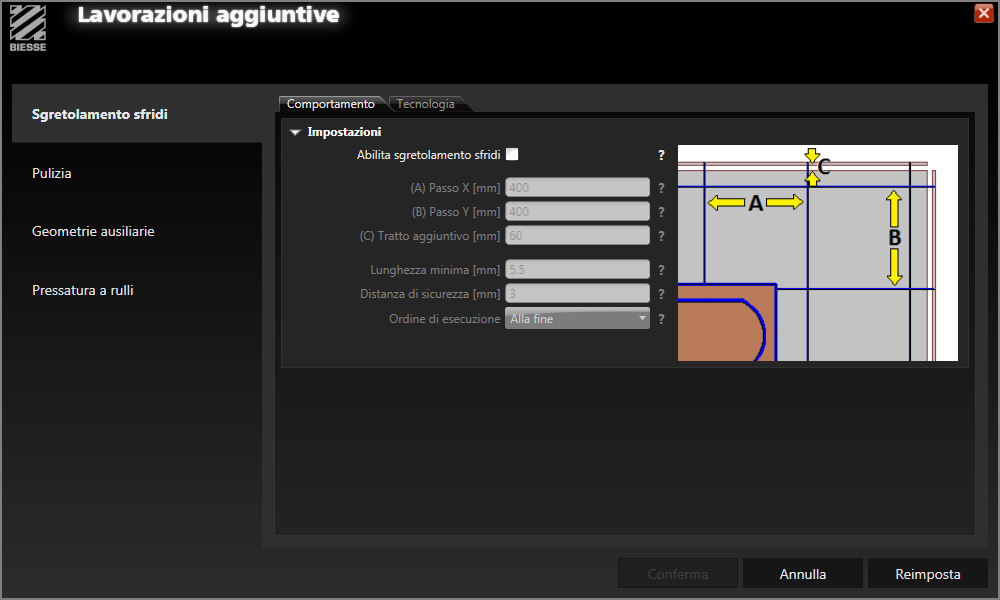 Lavorazioni aggiuntive
BIESSE
Sgretolamento sfridi
Pulizia
Geometrie ausiliarie
Pressatura a rulli
Comportamento Tecnologia
Impostazioni
Abilita sgretolamento sfridi ?
(A) Passo X [mm] 400 ?
(B) Passo Y [mm] 400 ?
(C) Tratto aggiuntivo [mm] 60 ?
Lunghezza minima [mm] 5.5 ?
Distanza di sicurezza [mm] 3 ?
Ordine di esecuzione Alla fine ?
C
A
B
Conferma Annulla Reimposta